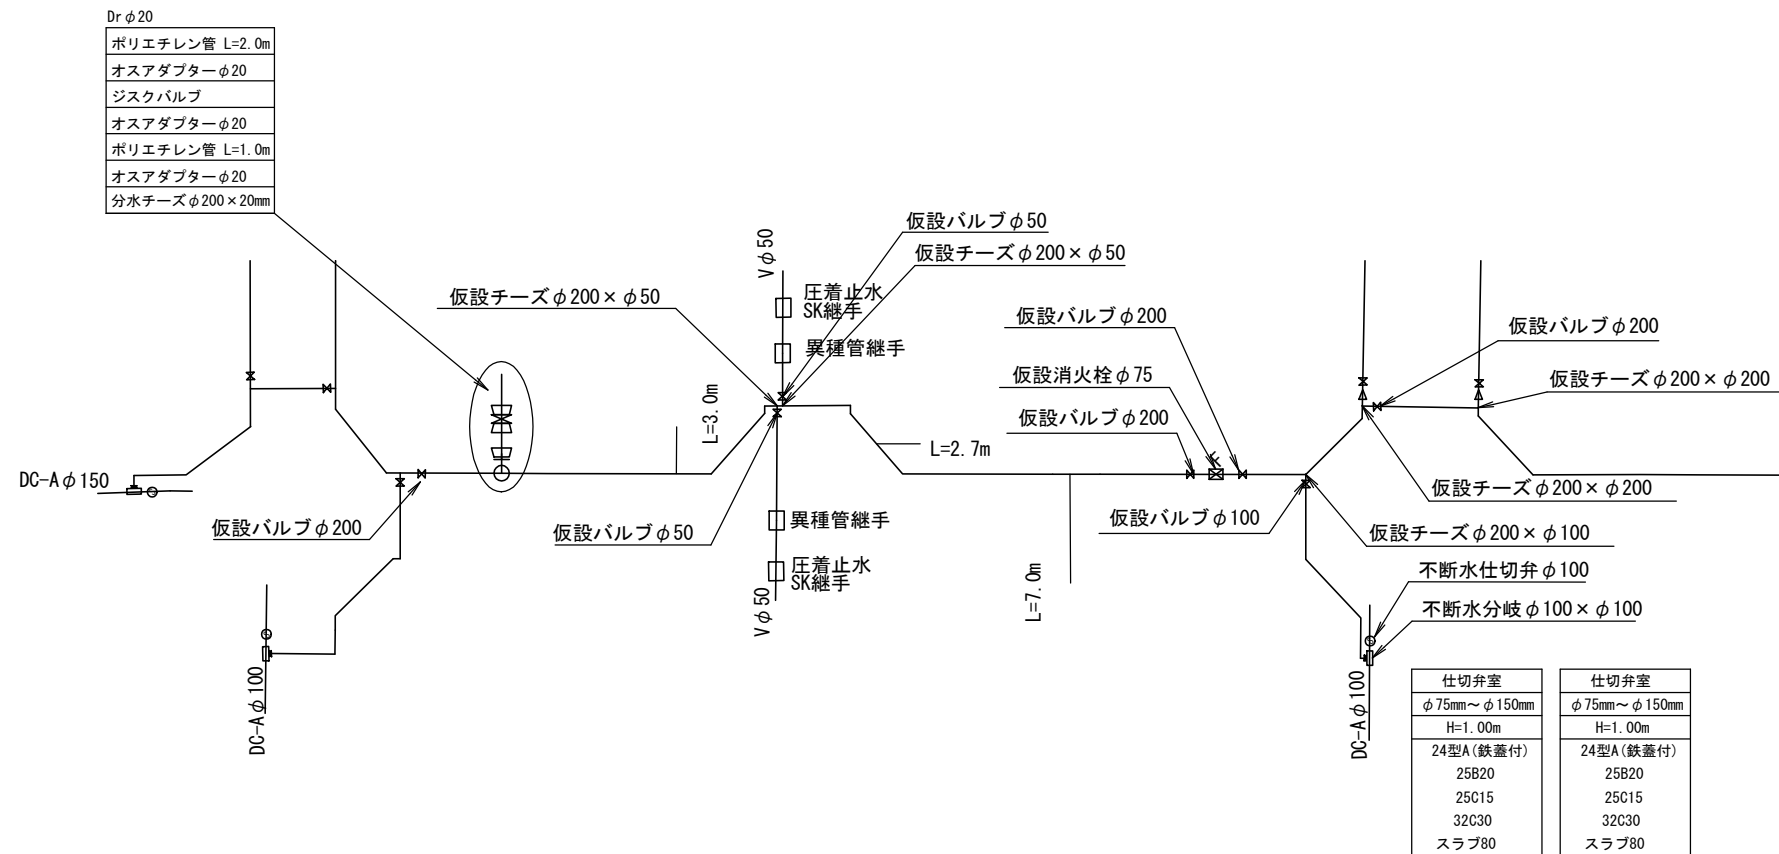 Drφ20
ポリエチレン管 L=2.0m
オスアダプターφ20
ジスクバルブ
オスアダプターφ20
ポリエチレン管 L=1.0m
オスアダプターφ20
分水チーズφ200×20mm
仮設バルブφ50
仮設チーズφ200×φ50
Vφ50
仮設チーズφ200×φ50
圧着止水
SK継手
異種管継手
仮設バルブφ200
仮設消火栓φ75
仮設バルブφ200
仮設バルブφ200
仮設チーズφ200×φ200
L=3.0m
L=2.7m
DC-Aφ150
仮設バルブφ200
仮設バルブφ50
異種管継手
圧着止水
SK継手
Vφ50
L=7.0m
仮設バルブφ100
仮設チーズφ200×φ200
仮設チーズφ200×φ100
不断水仕切弁φ100
不断水分岐φ100×φ100
DC-Aφ100
DC-Aφ100
仕切弁室
φ75mm～φ150mm
H=1.00m
24型A(鉄蓋付)
25B20
25C15
32C30
スラブ80
仕切弁室
φ75mm～φ150mm
H=1.00m
24型A(鉄蓋付)
25B20
25C15
32C30
スラブ80